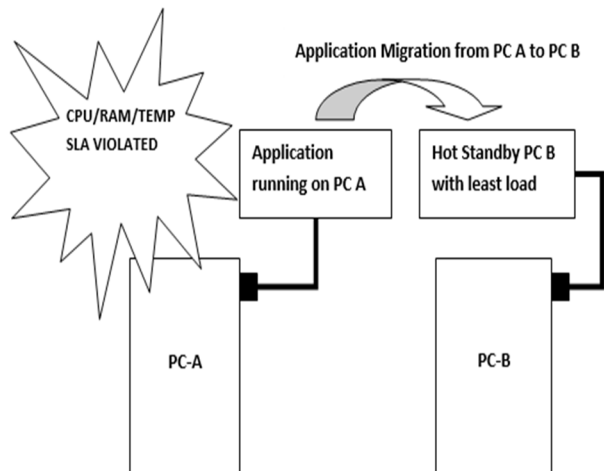 Application Migration from PC A to PC B
CPU/RAM/TEMP
SLA VIOLATED
Application
running on PC A
Hot Standby PC B
with least load
PC-A
PC-B